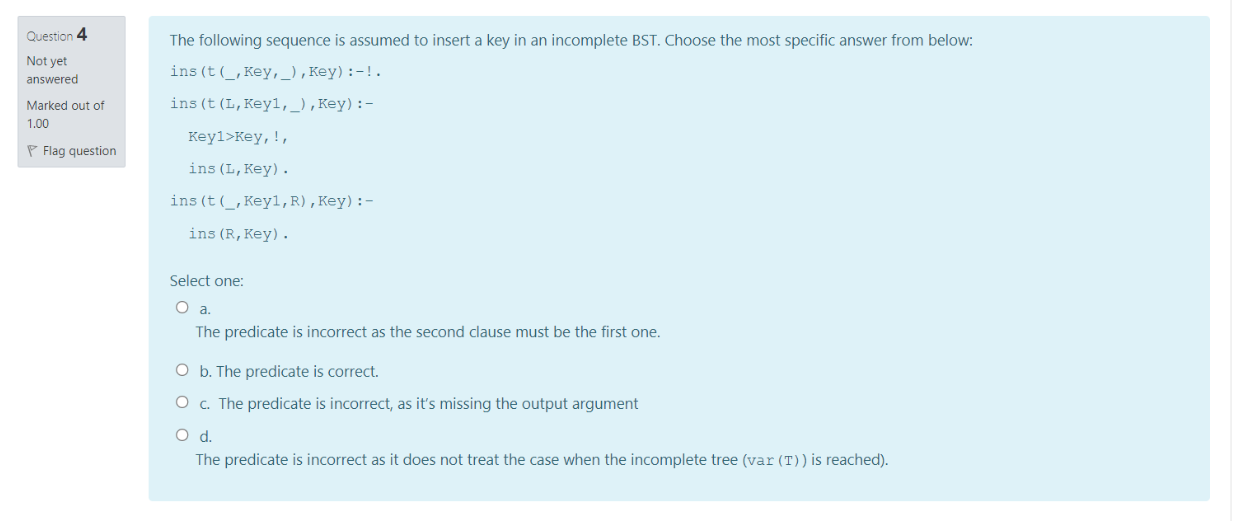 Question 4
Not yet
answered
Marked out of
1.00
Flag question
The following sequence is assumed to insert a key in an incomplete BST. Choose the most specific answer from below:
ins(t(_,Key,_),Key):-!.
ins(t(L,Key1,_),Key):-
Key1>Key,!,
ins(L,Key).
ins(t(_,Key1,R),Key):-
ins(R,Key).
Select one:
a.
The predicate is incorrect as the second clause must be the first one.
b. The predicate is correct.
c. The predicate is incorrect, as it's missing the output argument
d.
The predicate is incorrect as it does not treat the case when the incomplete tree (var(T)) is reached).